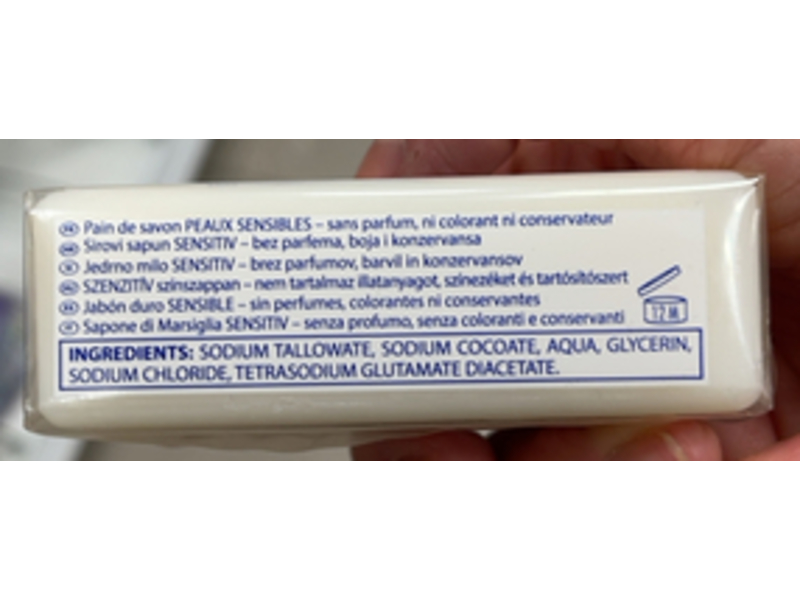 FR Pain de savon PEAUX SENSIBLES – sans parfum, ni colorant ni conservateur
Sirovi sapun SENSITIV – bez parfema, boja i konzervansa
Jedrno milo SENSITIV – brez parfumov, barvil in konzervansov
SZENZITÍV színszappan – nem tartalmaz illatanyagot, színezéket és tartósítószert
Jabón duro SENSIBLE – sin perfumes, colorantes ni conservantes
Sapone di Marsiglia SENSITIV – senza profumo, senza coloranti e conservanti
12 M
INGREDIENTS: SODIUM TALLOWATE, SODIUM COCOATE, AQUA, GLYCERIN,
SODIUM CHLORIDE, TETRASODIUM GLUTAMATE DIACETATE.